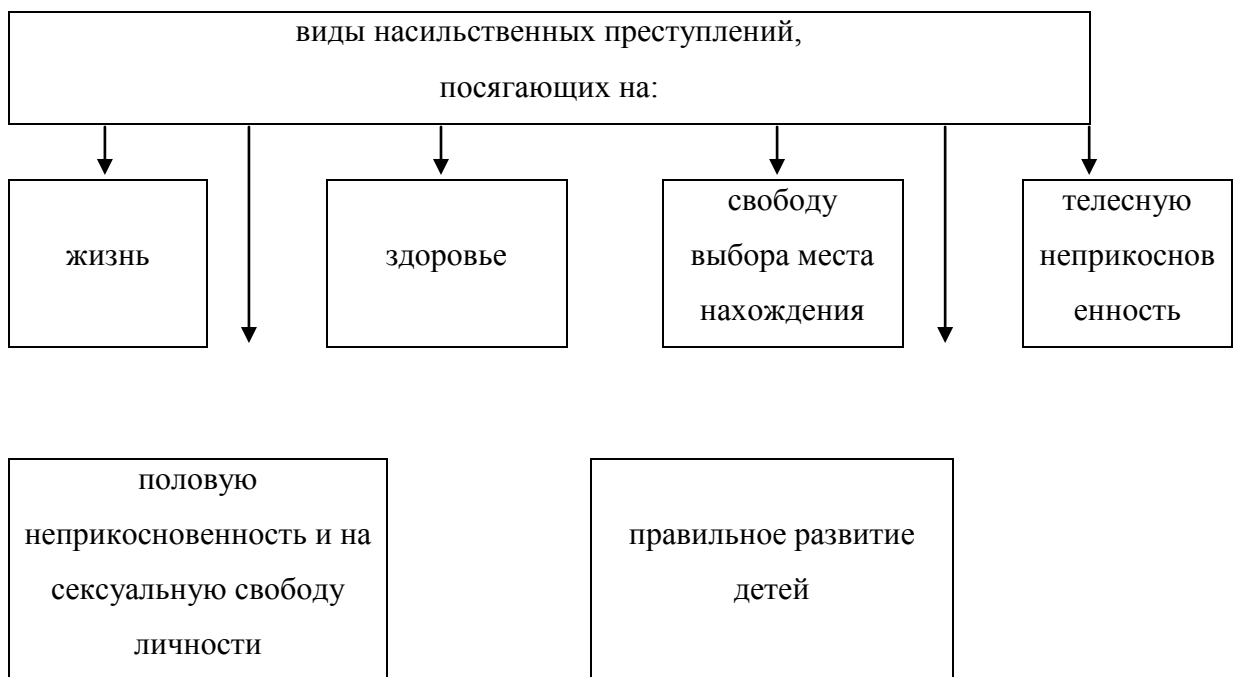 виды насильственных преступлений,
посягающих на:
жизнь
здоровье
свободу
выбора места
нахождения
телесную
неприкоснов
енность
половую
неприкосновенность и на
сексуальную свободу
личности
правильное развитие
детей